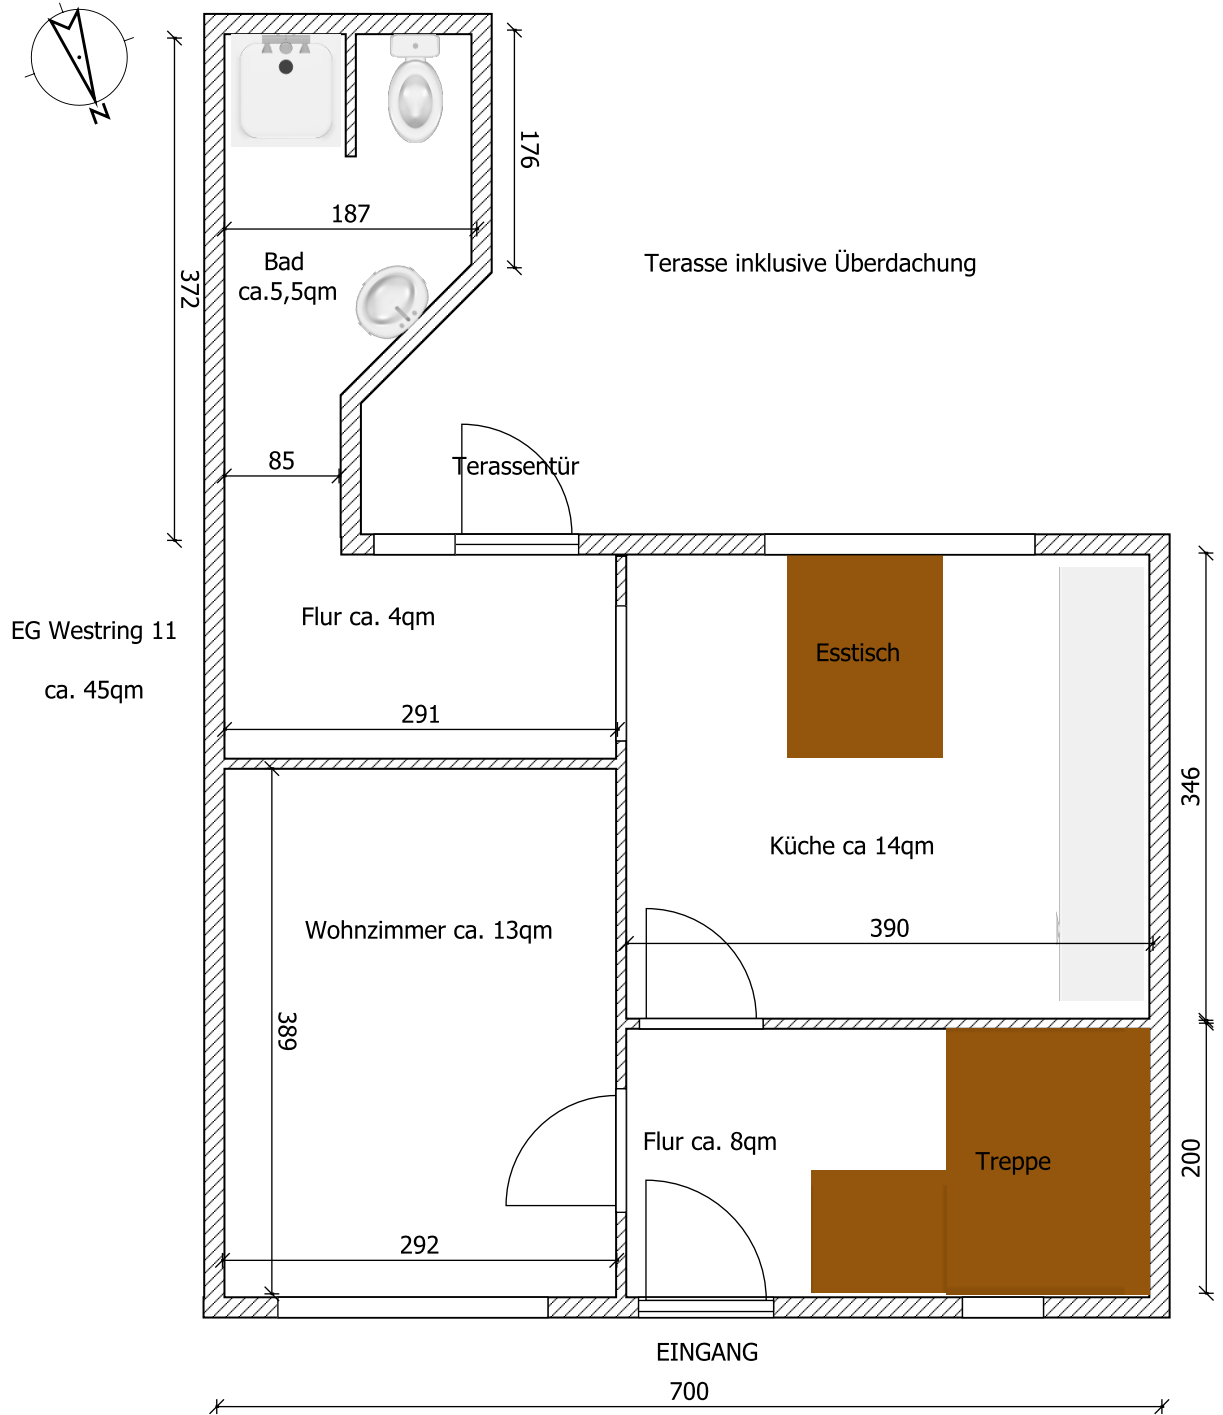 N
176
187
Bad
ca.5,5qm
372
Terasse inklusive Überdachung
85
Terassentür
EG Westring 11
ca. 45qm
Flur ca. 4qm
Esstisch
291
346
Küche ca 14qm
Wohnzimmer ca. 13qm
390
389
Flur ca. 8qm
Treppe
200
292
EINGANG
700